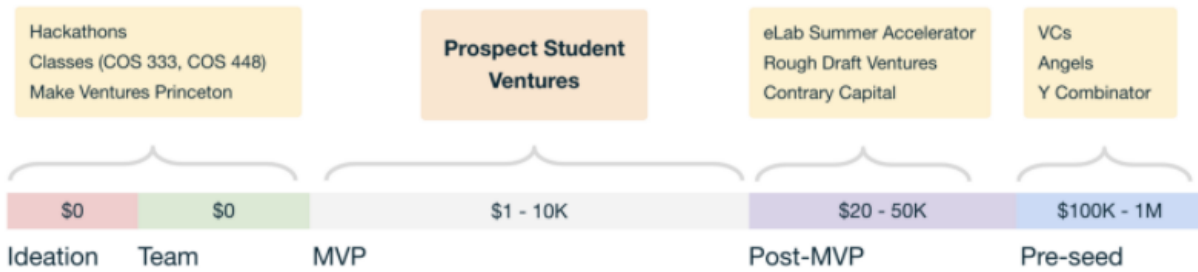 Hackathons
Classes (COS 333, COS 448)
Make Ventures Princeton
Prospect Student
Ventures
eLab Summer Accelerator
Rough Draft Ventures
Contrary Capital
VCs
Angels
Y Combinator
$0
$0
$1 - 10K
$20 - 50K
$100K - 1M
Ideation
Team
MVP
Post-MVP
Pre-seed